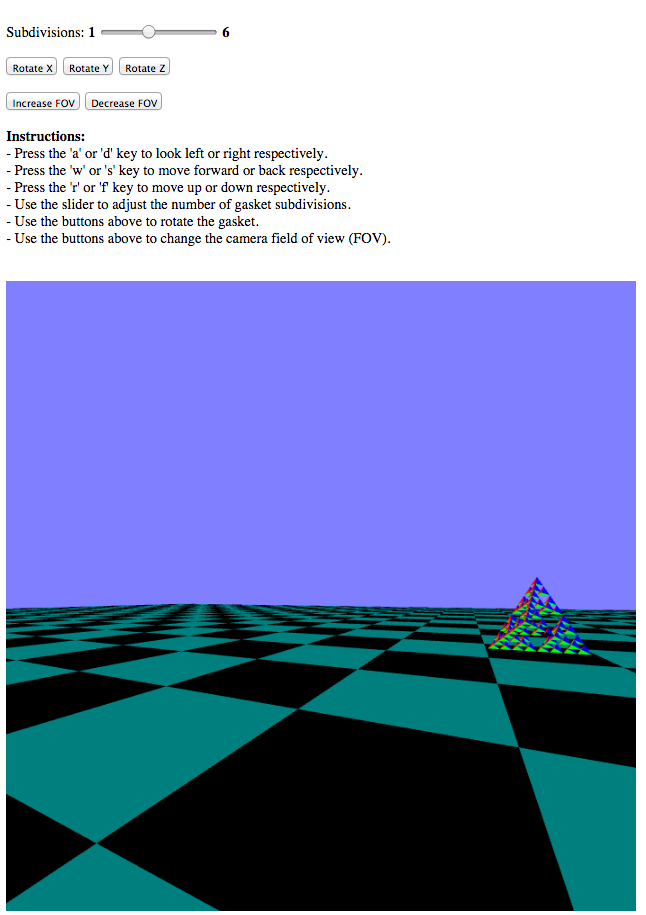 Subdivisions: 1 6
Rotate X Rotate Y Rotate Z
Increase FOV Decrease FOV
Instructions:
- Press the 'a' or 'd' key to look left or right respectively.
- Press the 'w' or 's' key to move forward or back respectively.
- Press the 'r' or 'f' key to move up or down respectively.
- Use the slider to adjust the number of gasket subdivisions.
- Use the buttons above to rotate the gasket.
- Use the buttons above to change the camera field of view (FOV).